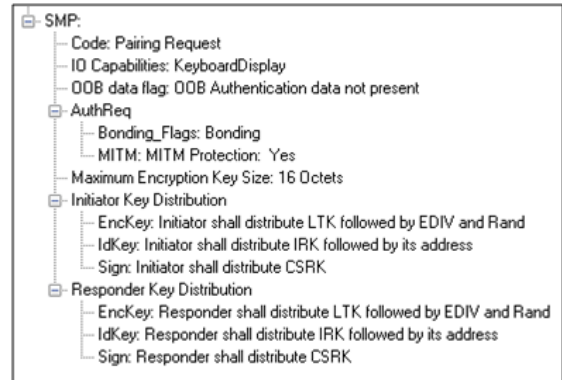 SMP:
Code: Pairing Request
IO Capabilities: KeyboardDisplay
OOB data flag: OOB Authentication data not present
AuthReq
Bonding_Flags: Bonding
MITM: MITM Protection: Yes
Maximum Encryption Key Size: 16 Octets
Initiator Key Distribution
EncKey: Initiator shall distribute LTK followed by EDIV and Rand
IdKey: Initiator shall distribute IRK followed by its address
Sign: Initiator shall distribute CSRK
Responder Key Distribution
EncKey: Responder shall distribute LTK followed by EDIV and Rand
IdKey: Responder shall distribute IRK followed by its address
Sign: Responder shall distribute CSRK